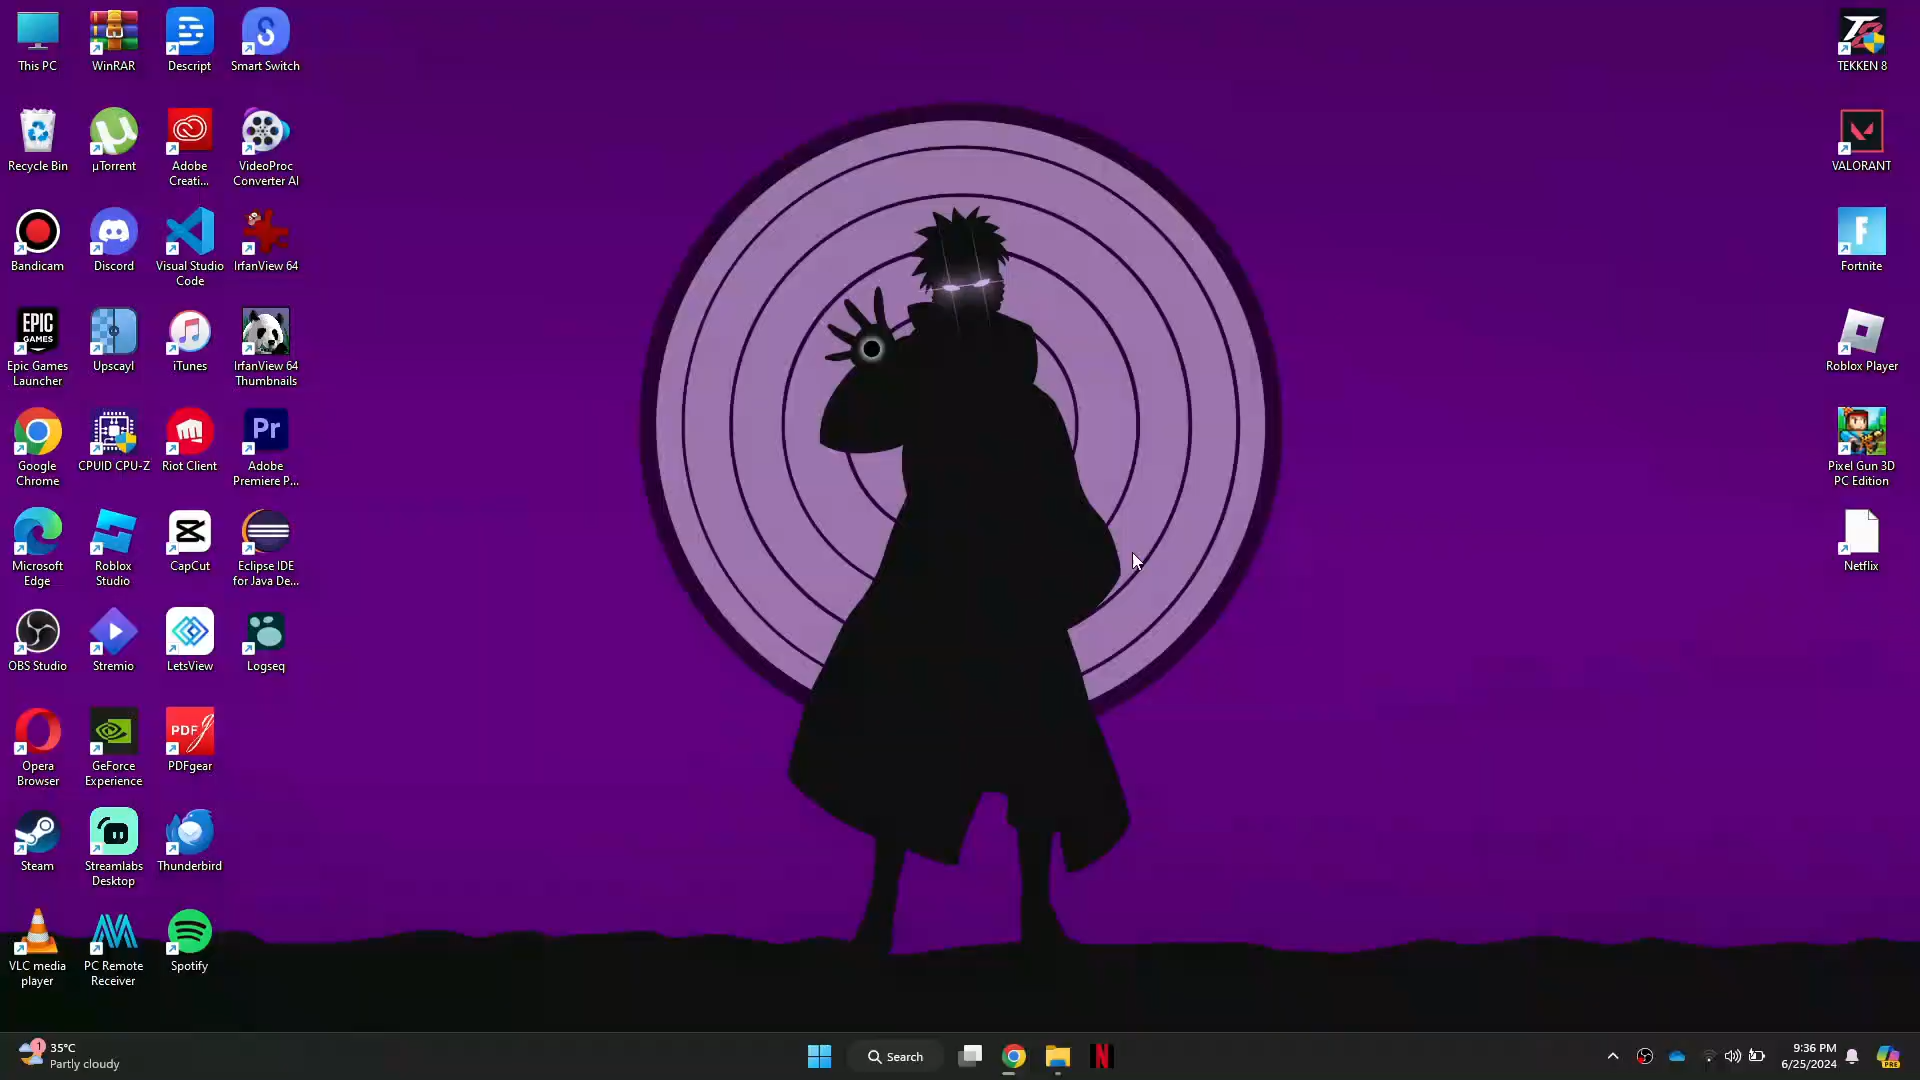 This PC
WinRAR
Descript
Smart Switch
Recycle Bin
µTorrent
Adobe
Creati...
VideoProc
Converter AI
Bandicam
Discord
Visual Studio
Code
IrfanView 64
EPIC
GAMES
Epic Games
Launcher
Upscayl
iTunes
IrfanView 64
Thumbnails
Google
Chrome
CPUID CPU-Z
Riot Client
Pr
Adobe
Premiere P...
Microsoft
Edge
Roblox
Studio
CapCut
Eclipse IDE
for Java De...
OBS Studio
Stremio
LetsView
Logseq
Opera
Browser
GeForce
Experience
PDF
PDFgear
Steam
Streamlabs
Desktop
Thunderbird
VLC media
player
PC Remote
Receiver
Spotify
TEKKEN 8
VALORANT
F
Fortnite
Roblox Player
Pixel Gun 3D
PC Edition
Netflix
1
35°C
Partly cloudy
Search
N
9:36 PM
6/25/2024
PRE